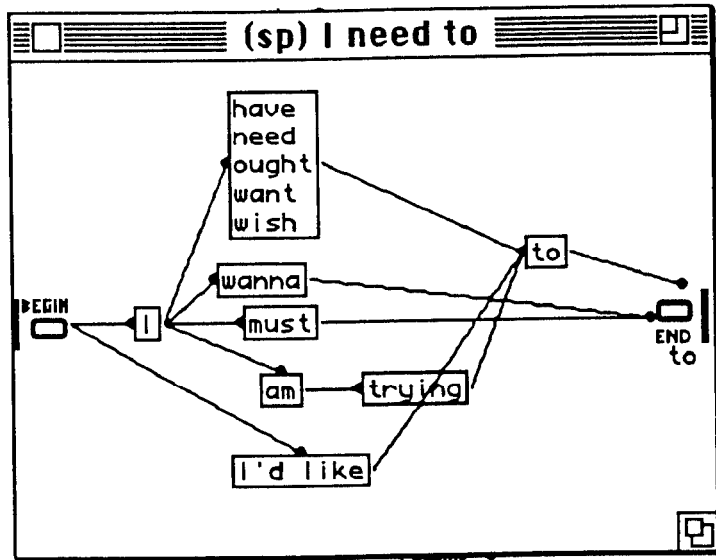 (sp) I need to
have
need
ought
want
wish
to
wanna
BEGIN
I
must
END
to
am
trying
I'd like